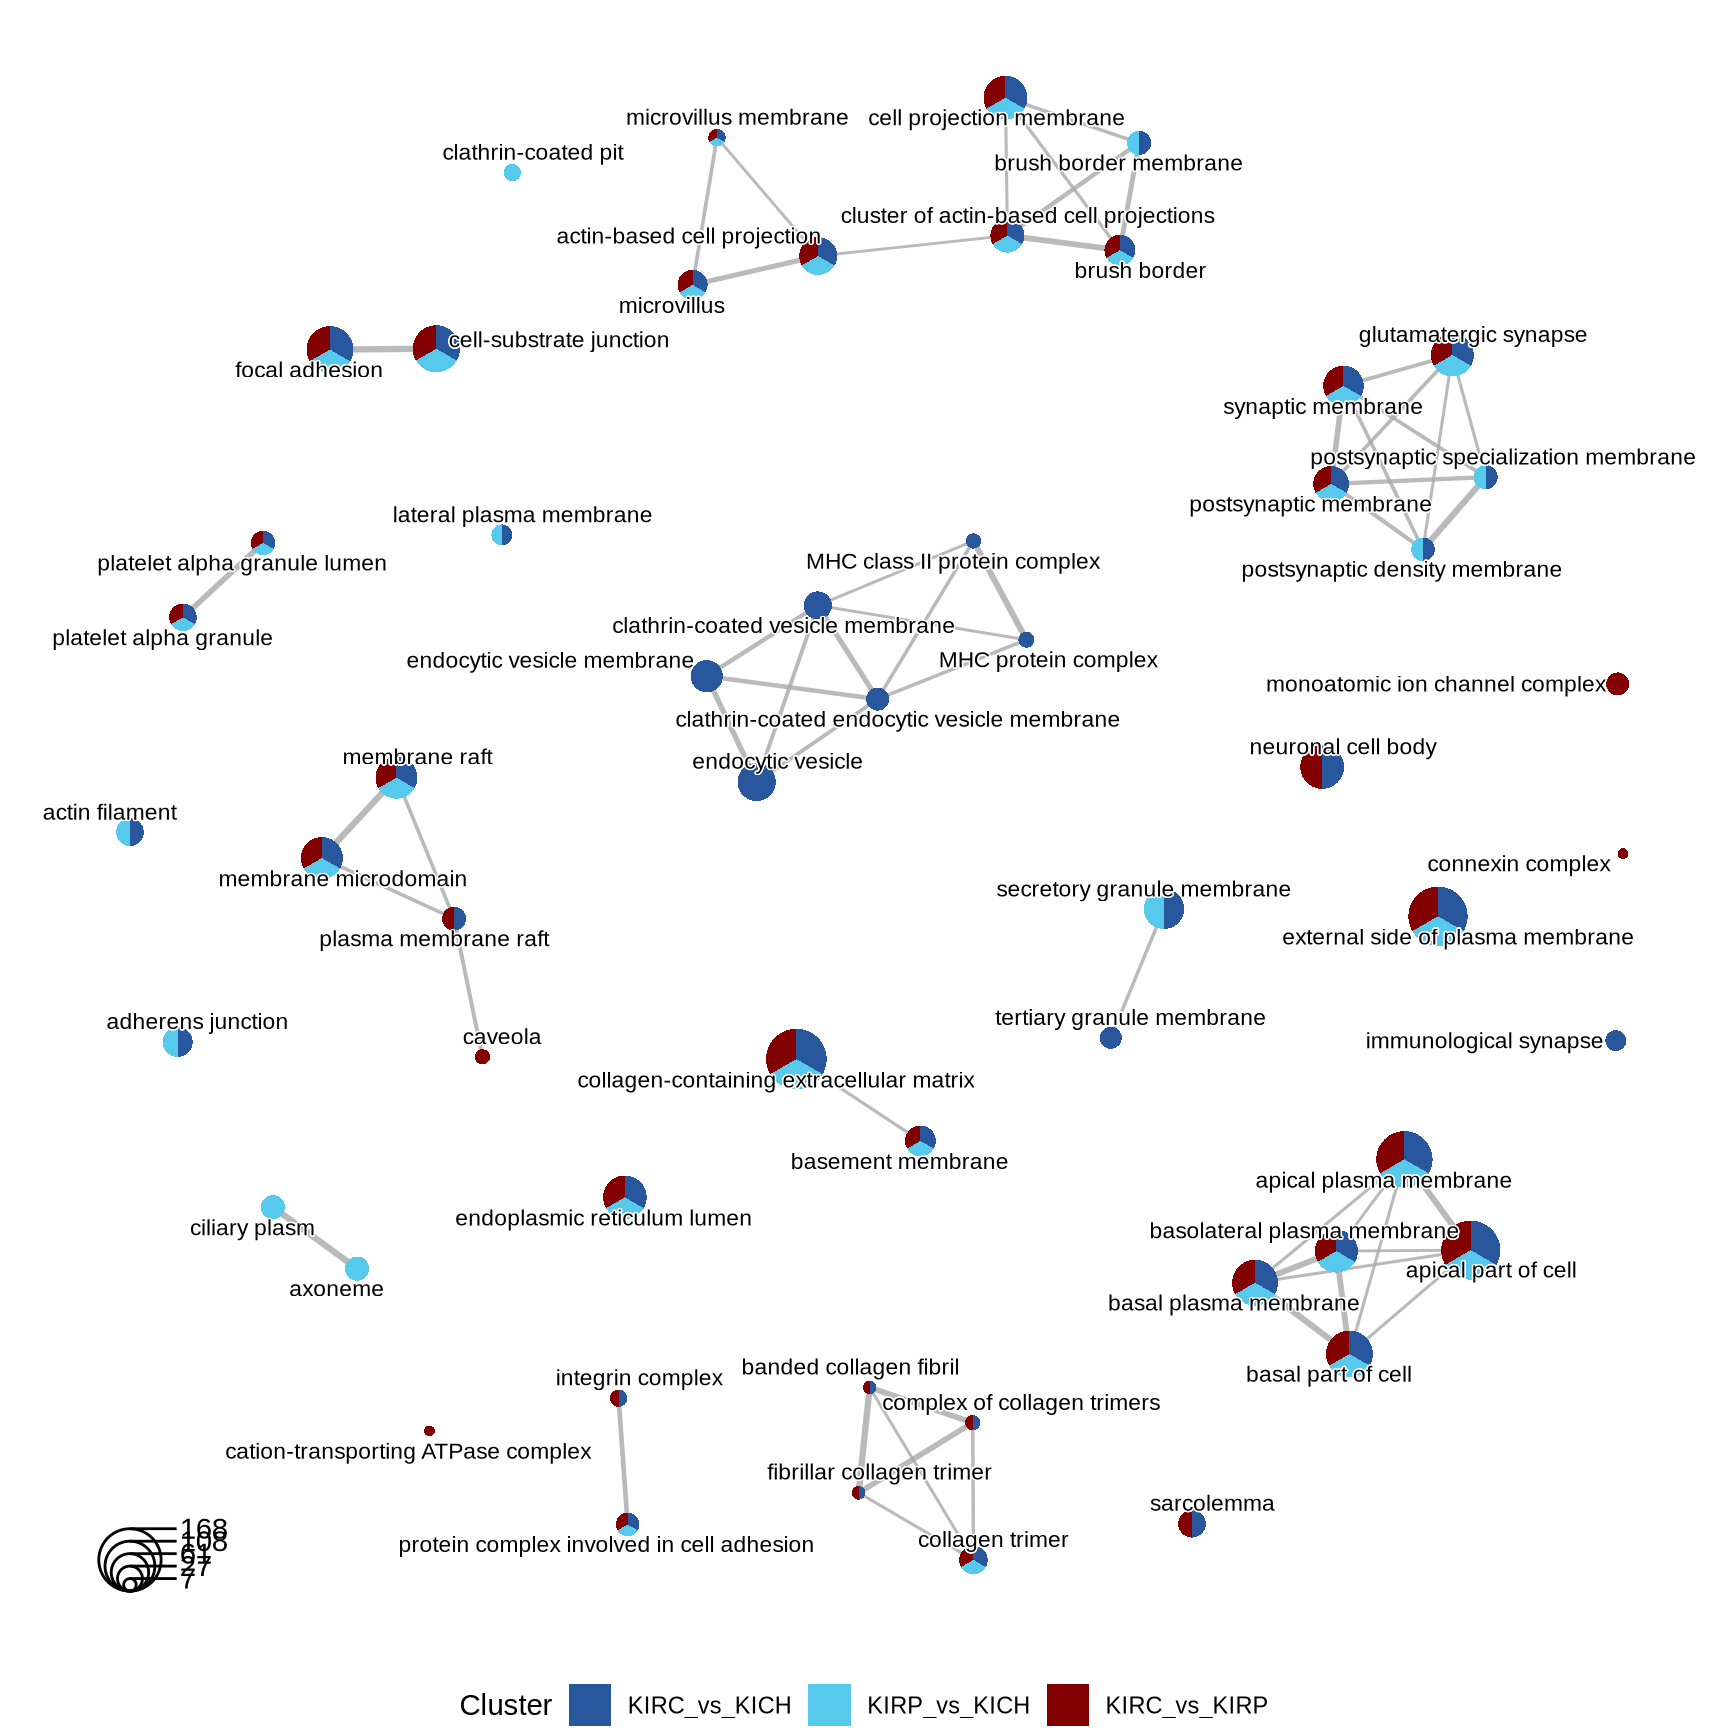 microvillus membrane
cell projection membrane
clathrin-coated pit
brush border membrane
cluster of actin-based cell projections
actin-based cell projection
brush border
microvillus
cell-substrate junction
focal adhesion
glutamatergic synapse
synaptic membrane
postsynaptic specialization membrane
postsynaptic membrane
lateral plasma membrane
platelet alpha granule lumen
MHC class II protein complex
postsynaptic density membrane
platelet alpha granule
clathrin-coated vesicle membrane
endocytic vesicle membrane
MHC protein complex
monoatomic ion channel complex
clathrin-coated endocytic vesicle membrane
neuronal cell body
membrane raft
endocytic vesicle
actin filament
connexin complex
membrane microdomain
secretory granule membrane
plasma membrane raft
external side of plasma membrane
adherens junction
tertiary granule membrane
caveola
immunological synapse
collagen-containing extracellular matrix
basement membrane
apical plasma membrane
endoplasmic reticulum lumen
ciliary plasm
basolateral plasma membrane
apical part of cell
axoneme
basal plasma membrane
banded collagen fibril
basal part of cell
integrin complex
complex of collagen trimers
cation-transporting ATPase complex
fibrillar collagen trimer
sarcolemma
collagen trimer
protein complex involved in cell adhesion
168
108
61
27
7
Cluster KIRC_vs_KICH KIRP_vs_KICH KIRC_vs_KIRP